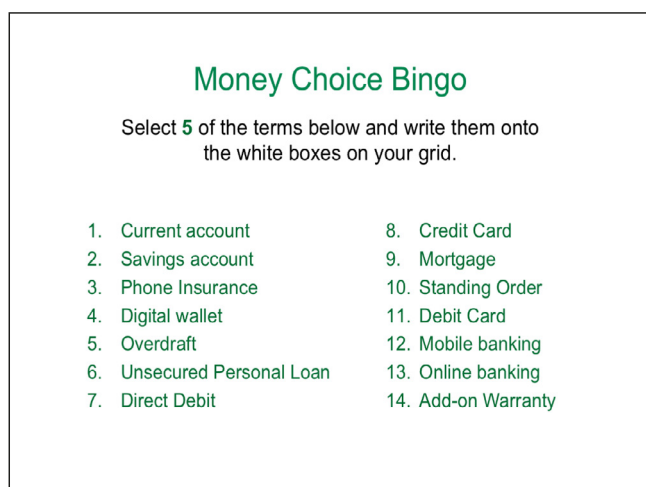 Money Choice Bingo
Select 5 of the terms below and write them onto
the white boxes on your grid.
1. Current account
2. Savings account
3. Phone Insurance
4. Digital wallet
5. Overdraft
6. Unsecured Personal Loan
7. Direct Debit
8. Credit Card
9. Mortgage
10. Standing Order
11. Debit Card
12. Mobile banking
13. Online banking
14. Add-on Warranty